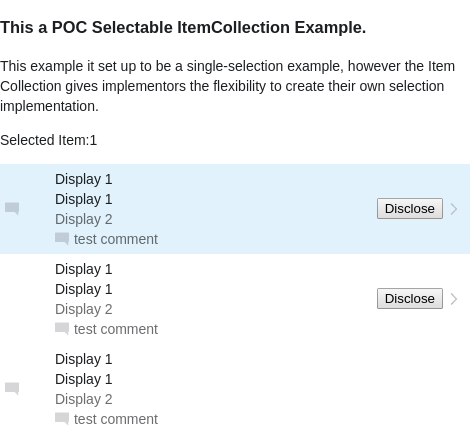 This a POC Selectable ItemCollection Example.
This example it set up to be a single-selection example, however the Item
Collection gives implementors the flexibility to create their own selection
implementation.
Selected Item:1
Display 1
Display 1
Disclose
Display 2
test comment
Display 1
Display 1
Disclose
Display 2
test comment
Display 1
Display 1
Display 2
test comment